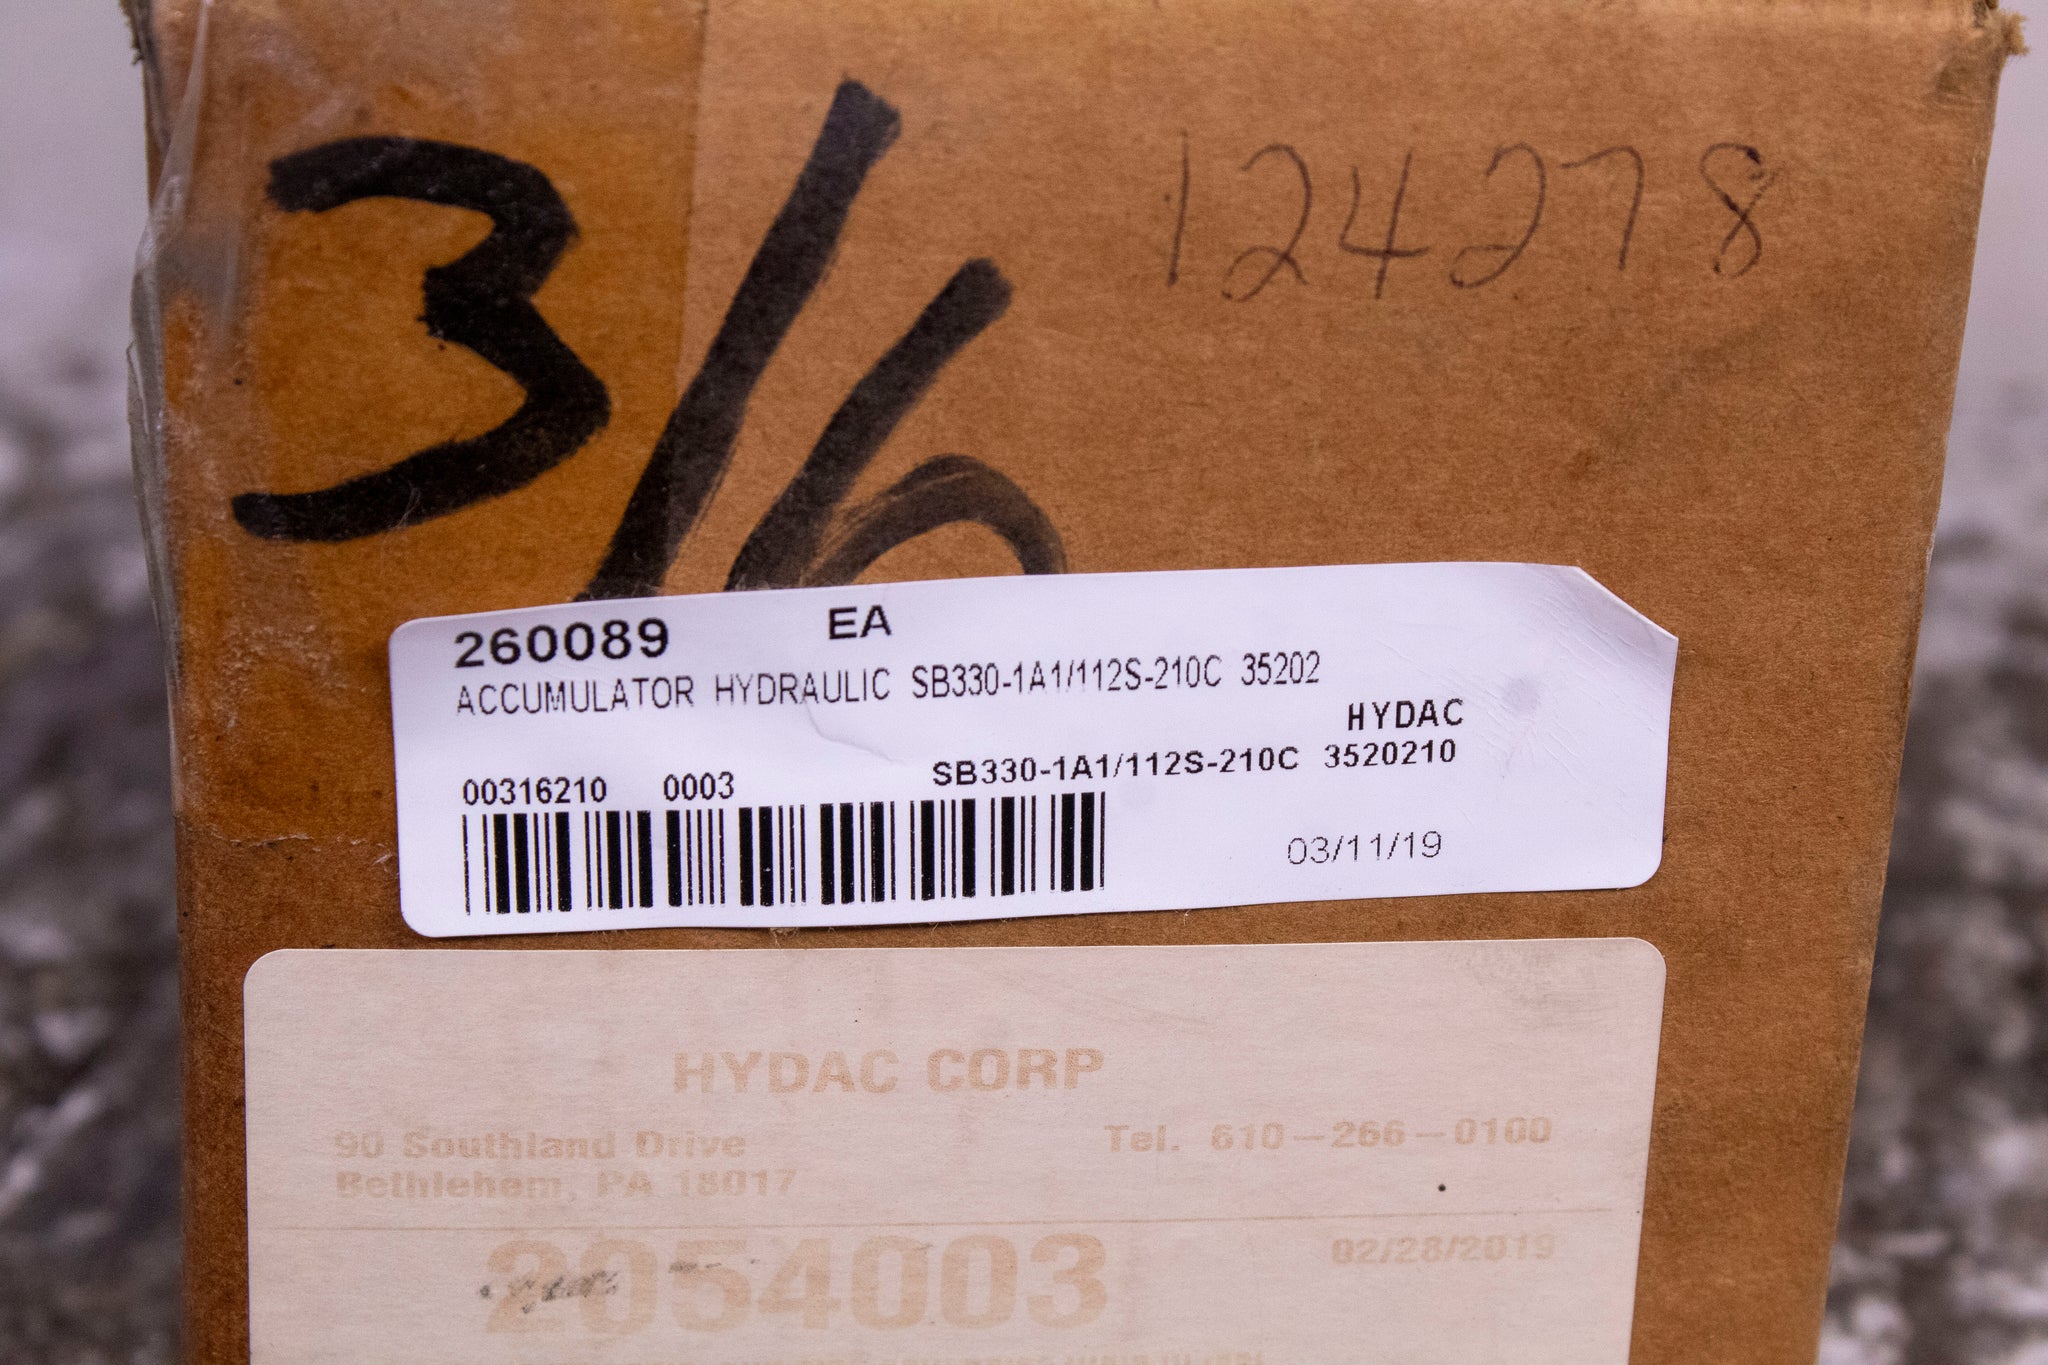 3/6
124278
260089 EA
ACCUMULATOR HYDRAULIC SB330-1A1/112S-210C 35202
HYDAC
00316210 0003 SB330-1A1/112S-210C 3520210
03/11/19
HYDAC CORP
90 Southland Drive Tel. 610-266-0100
Bethlehem, PA 18017
2054003 02/28/2019